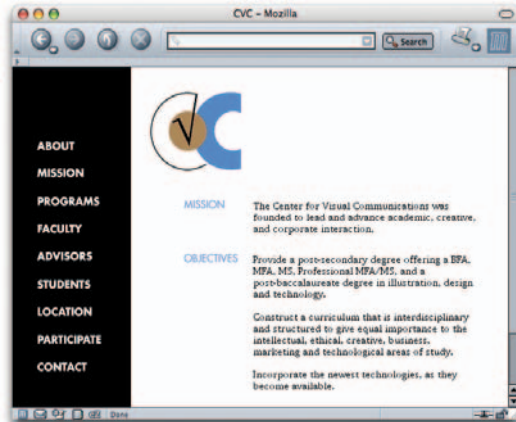 CVC - Mozilla
Search
ABOUT
MISSION
PROGRAMS
FACULTY
ADVISORS
STUDENTS
LOCATION
PARTICIPATE
CONTACT
CVC
MISSION
The Center for Visual Communications was
founded to lead and advance academic, creative,
and corporate interaction.
OBJECTIVES
Provide a post-secondary degree offering a BFA,
MFA, MS, Professional MFA/MS, and a
post-baccalaureate degree in illustration, design
and technology.
Construct a curriculum that is interdisciplinary
and structured to give equal importance to the
intellectual, ethical, creative, business,
marketing and technological areas of study.
Incorporate the newest technologies, as they
become available.
Done